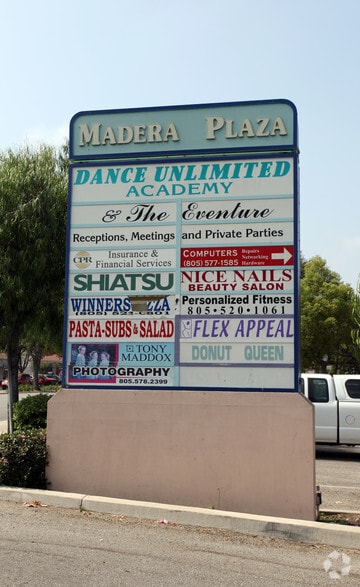 MADERA PLAZA
DANCE UNLIMITED
ACADEMY
& The Eventure
Receptions, Meetings and Private Parties
CPR
Insurance &
Financial Services
COMPUTERS
(805) 577-1585
Repairs
Networking
Hardware
SHIATSU
NICE NAILS
BEAUTY SALON
WINNERS ZZA
Personalized Fitness
805•520•1061
PASTA-SUBS & SALAD
FLEX APPEAL
TONY
MADDOX
PHOTOGRAPHY
805.578.2399
DONUT QUEEN